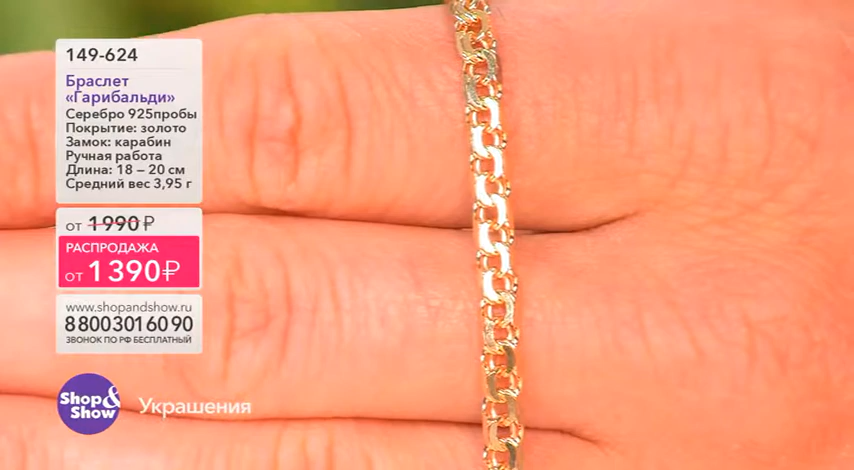 149-624
Браслет
«Гарибальди»
Серебро 925пробы
Покрытие: золото
Замок: карабин
Ручная работа
Длина: 18 – 20 см
Средний вес 3,95 г
от 1990 ₽
РАСПРОДАЖА
от 1390₽
www.shopandshow.ru
88003016090
ЗВОНОК ПО РФ БЕСПЛАТНЫЙ
Shop&
Show
Украшения